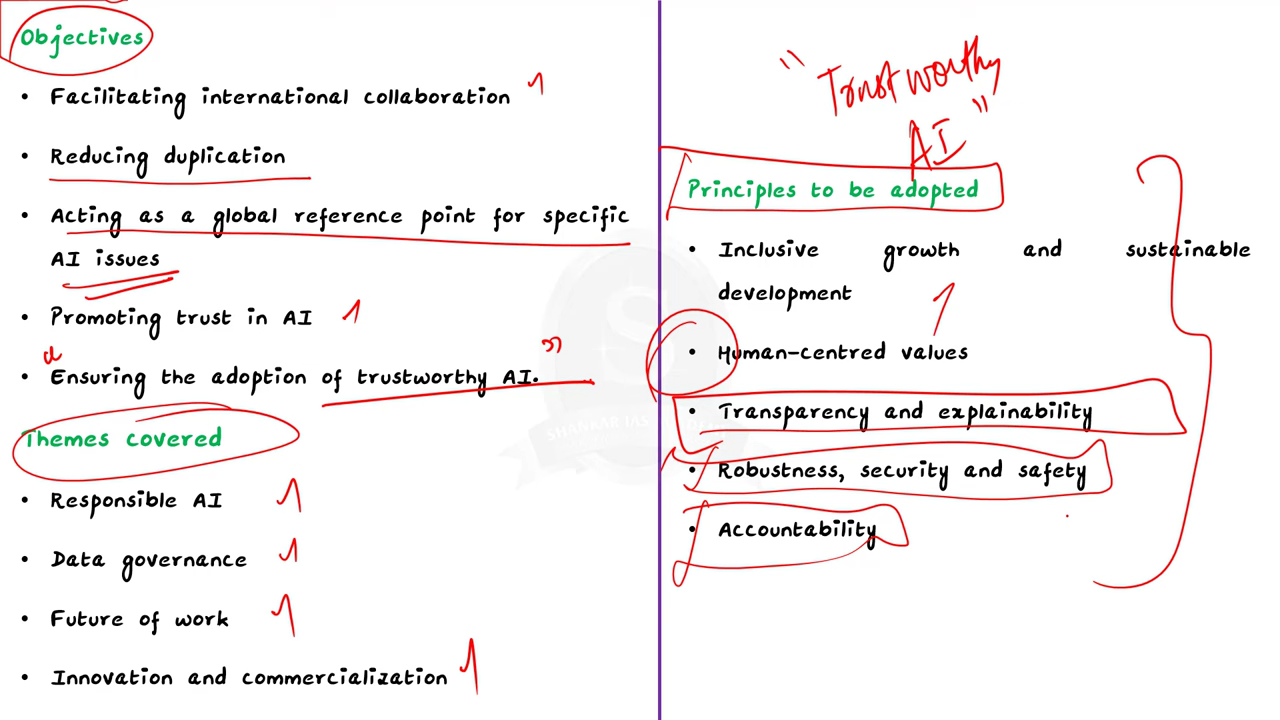 Objectives
• Facilitating international collaboration
• Reducing duplication
• Acting as a global reference point for specific
AI issues
• Promoting trust in AI
• Ensuring the adoption of trustworthy AI.
Themes covered
• Responsible AI
• Data governance
• Future of work
• Innovation and commercialization
"Trustworthy
AI"
Principles to be adopted
• Inclusive growth and sustainable
development
• Human-centred values
• Transparency and explainability
• Robustness, security and safety
• Accountability